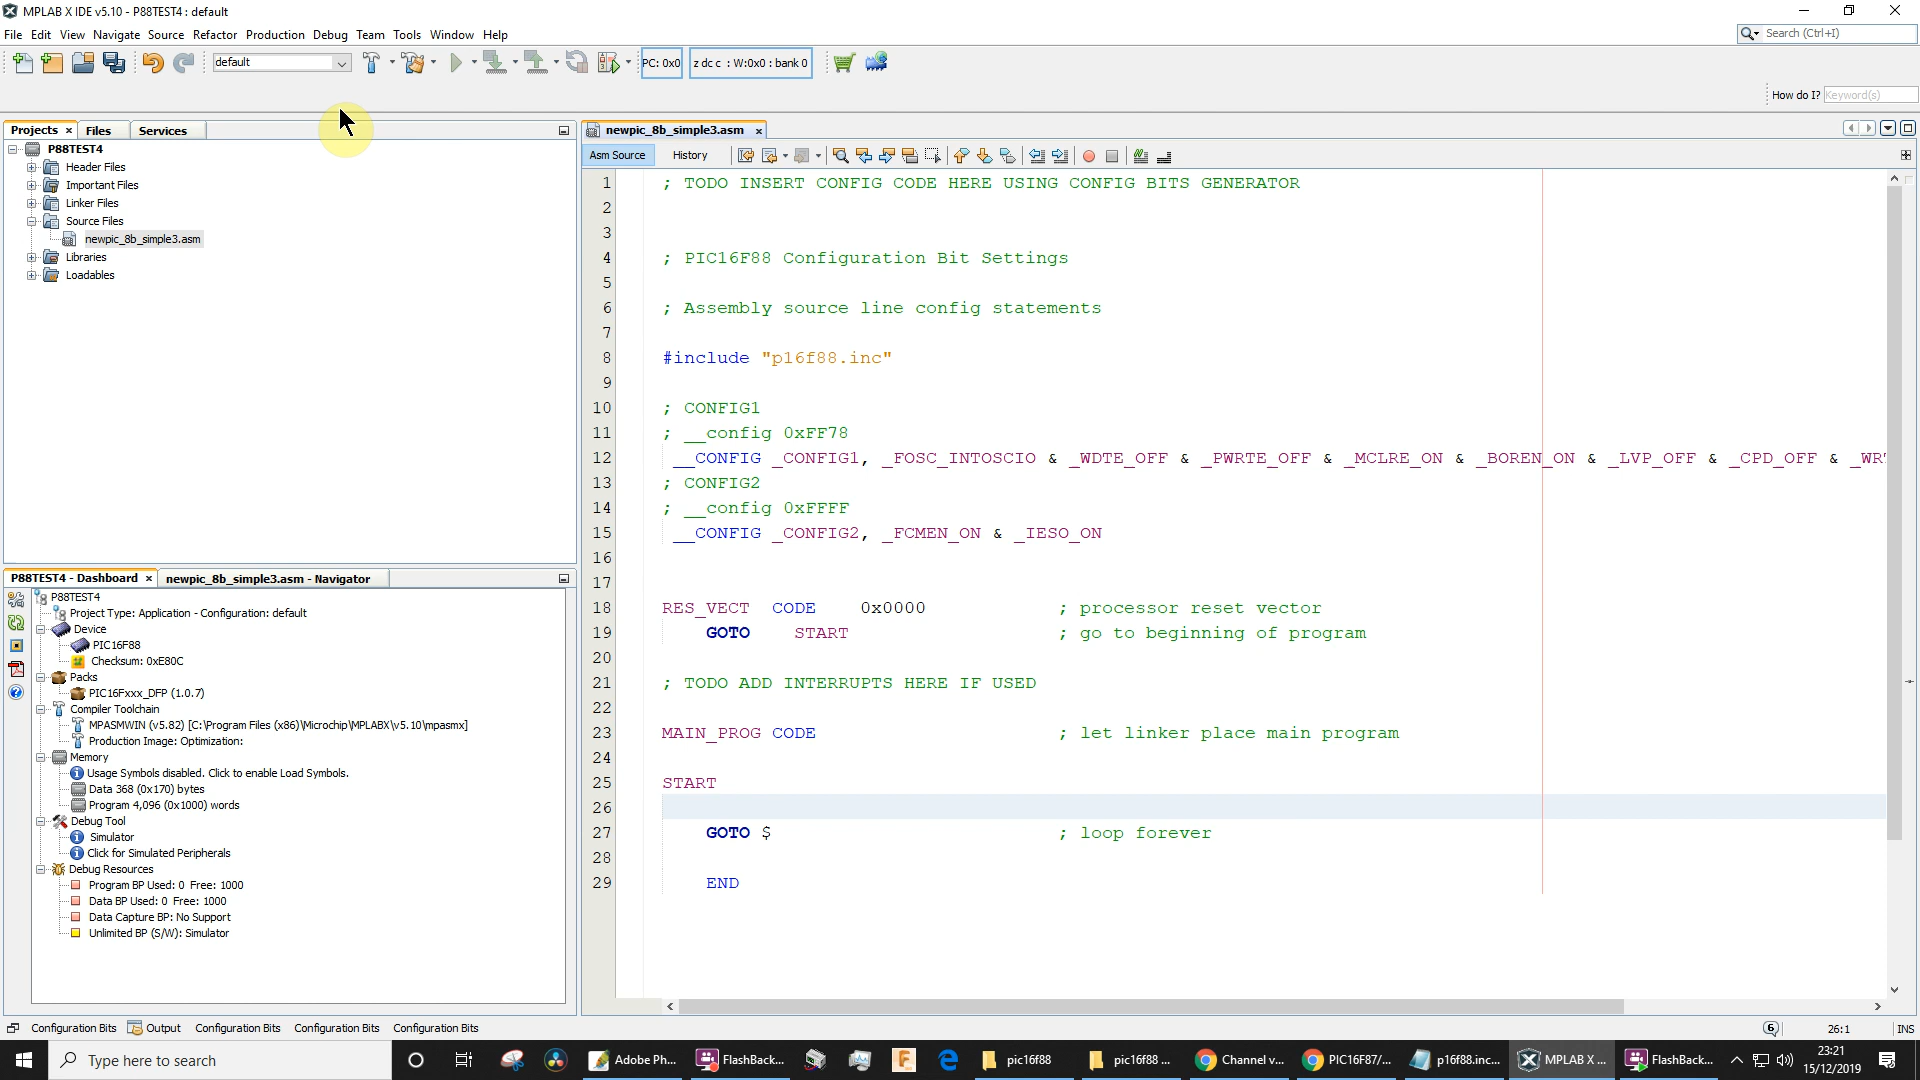 MPLAB X IDE v5.10 - P88TEST4 : default
File Edit View Navigate Source Refactor Production Debug Team Tools Window Help
Search (Ctrl+I)
default
PC: 0x0
z dc c : W:0x0 : bank 0
How do I? Keyword(s)
Projects Files Services
P88TEST4
Header Files
Important Files
Linker Files
Source Files
newpic_8b_simple3.asm
Libraries
Loadables
P88TEST4 - Dashboard newpic_8b_simple3.asm - Navigator
P88TEST4
Project Type: Application - Configuration: default
Device
PIC16F88
Checksum: 0xE80C
Packs
PIC16Fxxx_DFP (1.0.7)
Compiler Toolchain
MPASMWIN (v5.82) [C:\Program Files (x86)\Microchip\MPLABX\v5.10\mpasmx]
Production Image: Optimization:
Memory
Usage Symbols disabled. Click to enable Load Symbols.
Data 368 (0x170) bytes
Program 4,096 (0x1000) words
Debug Tool
Simulator
Click for Simulated Peripherals
Debug Resources
Program BP Used: 0 Free: 1000
Data BP Used: 0 Free: 1000
Data Capture BP: No Support
Unlimited BP (S/W): Simulator
newpic_8b_simple3.asm
Asm Source History
1 ; TODO INSERT CONFIG CODE HERE USING CONFIG BITS GENERATOR
2
3
4 ; PIC16F88 Configuration Bit Settings
5
6 ; Assembly source line config statements
7
8 #include "p16f88.inc"
9
10 ; CONFIG1
11 ; __config 0xFF78
12 __CONFIG _CONFIG1, _FOSC_INTOSCIO & _WDTE_OFF & _PWRTE_OFF & _MCLRE_ON & _BOREN_ON & _LVP_OFF & _CPD_OFF & _WR
13 ; CONFIG2
14 ; __config 0xFFFF
15 __CONFIG _CONFIG2, _FCMEN_ON & _IESO_ON
16
17
18 RES_VECT CODE 0x0000 ; processor reset vector
19 GOTO START ; go to beginning of program
20
21 ; TODO ADD INTERRUPTS HERE IF USED
22
23 MAIN_PROG CODE ; let linker place main program
24
25 START
26
27 GOTO $ ; loop forever
28
29 END
Configuration Bits Output Configuration Bits Configuration Bits Configuration Bits
6 26:1 INS
Type here to search
Adobe Ph... FlashBack... pic16f88 pic16f88 ... Channel v... PIC16F87/... p16f88.inc... MPLAB X ... FlashBack...
23:21
15/12/2019